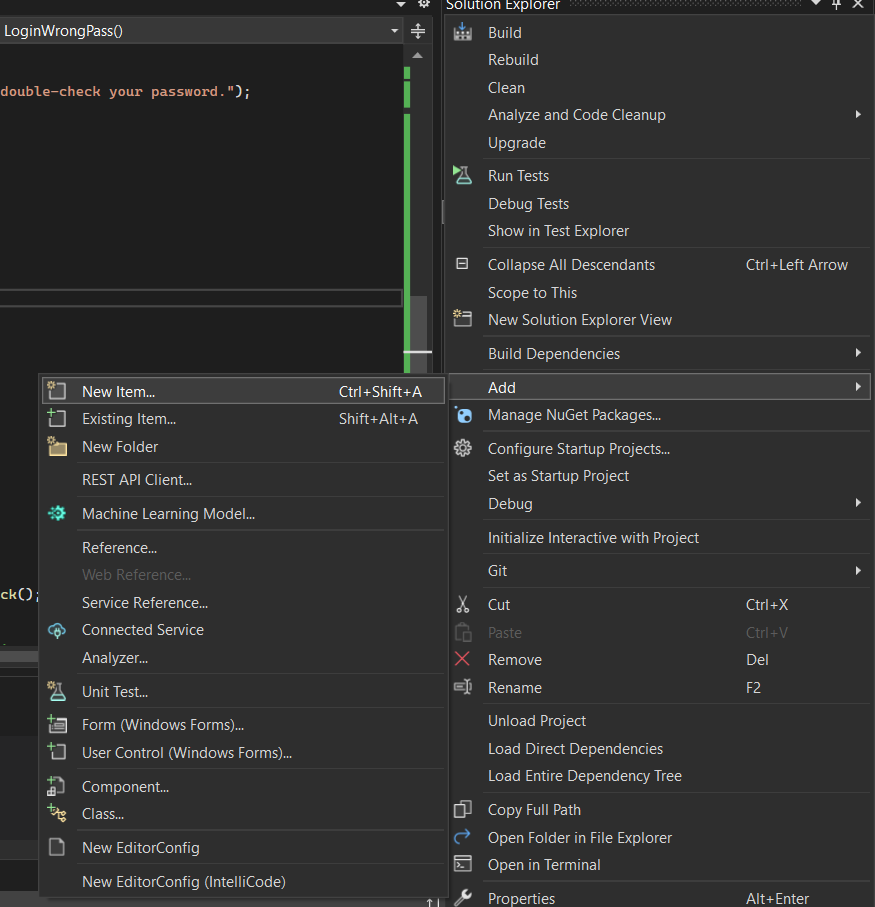 Solution Explorer
LoginWrongPass()
double-check your password.");
ck();
Build
Rebuild
Clean
Analyze and Code Cleanup
Upgrade
Run Tests
Debug Tests
Show in Test Explorer
Collapse All Descendants Ctrl+Left Arrow
Scope to This
New Solution Explorer View
Build Dependencies
Add
Manage NuGet Packages...
Configure Startup Projects...
Set as Startup Project
Debug
Initialize Interactive with Project
Git
Cut Ctrl+X
Paste Ctrl+V
Remove Del
Rename F2
Unload Project
Load Direct Dependencies
Load Entire Dependency Tree
Copy Full Path
Open Folder in File Explorer
Open in Terminal
Properties Alt+Enter
New Item... Ctrl+Shift+A
Existing Item... Shift+Alt+A
New Folder
REST API Client...
Machine Learning Model...
Reference...
Web Reference...
Service Reference...
Connected Service
Analyzer...
Unit Test...
Form (Windows Forms)...
User Control (Windows Forms)...
Component...
Class...
New EditorConfig
New EditorConfig (IntelliCode)